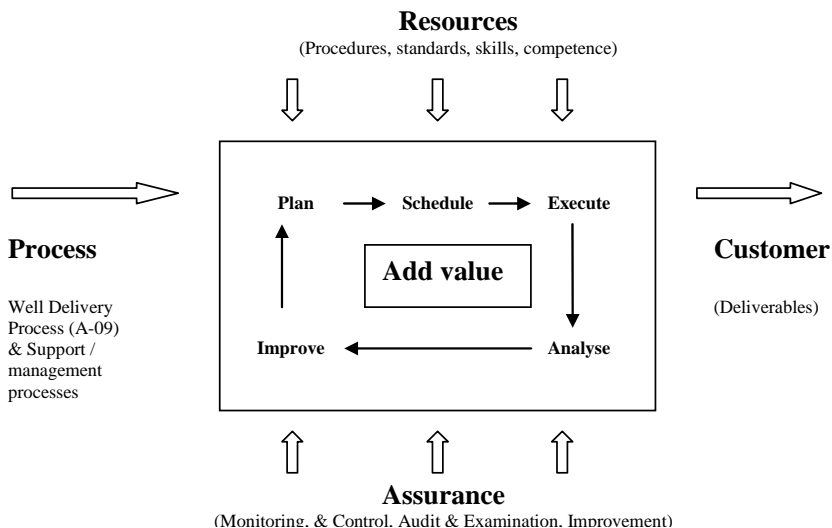 Resources
(Procedures, standards, skills, competence)
Plan
Schedule
Execute
Process
Add value
Customer
Well Delivery
Process (A-09)
& Support /
management
processes
(Deliverables)
Improve
Analyse
Assurance
(Monitoring, & Control, Audit & Examination, Improvement)